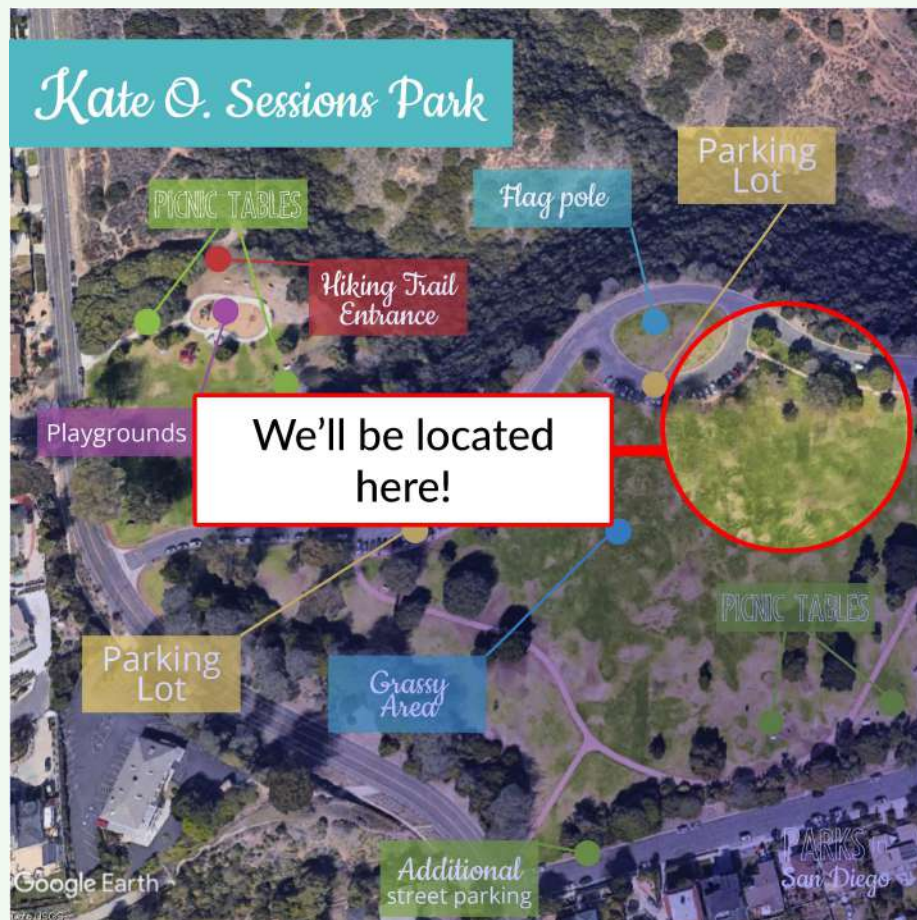 Kate O. Sessions Park
Parking
Lot
PICNIC TABLES
Flag pole
Hiking Trail
Entrance
Playgrounds
We'll be located
here!
PICNIC TABLES
Parking
Lot
Grassy
Area
PARKS in
San Diego
Additional
street parking
Google Earth